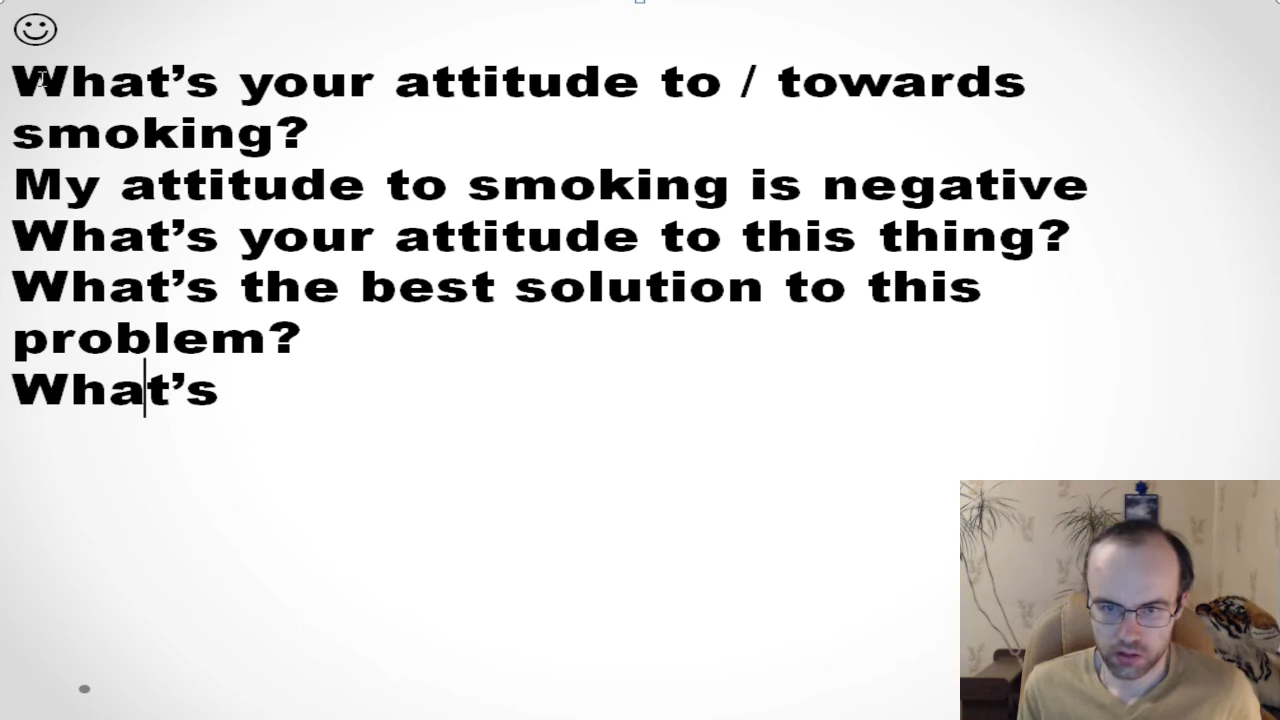 What’s your attitude to / towards
smoking?
My attitude to smoking is negative
What’s your attitude to this thing?
What’s the best solution to this
problem?
What’s